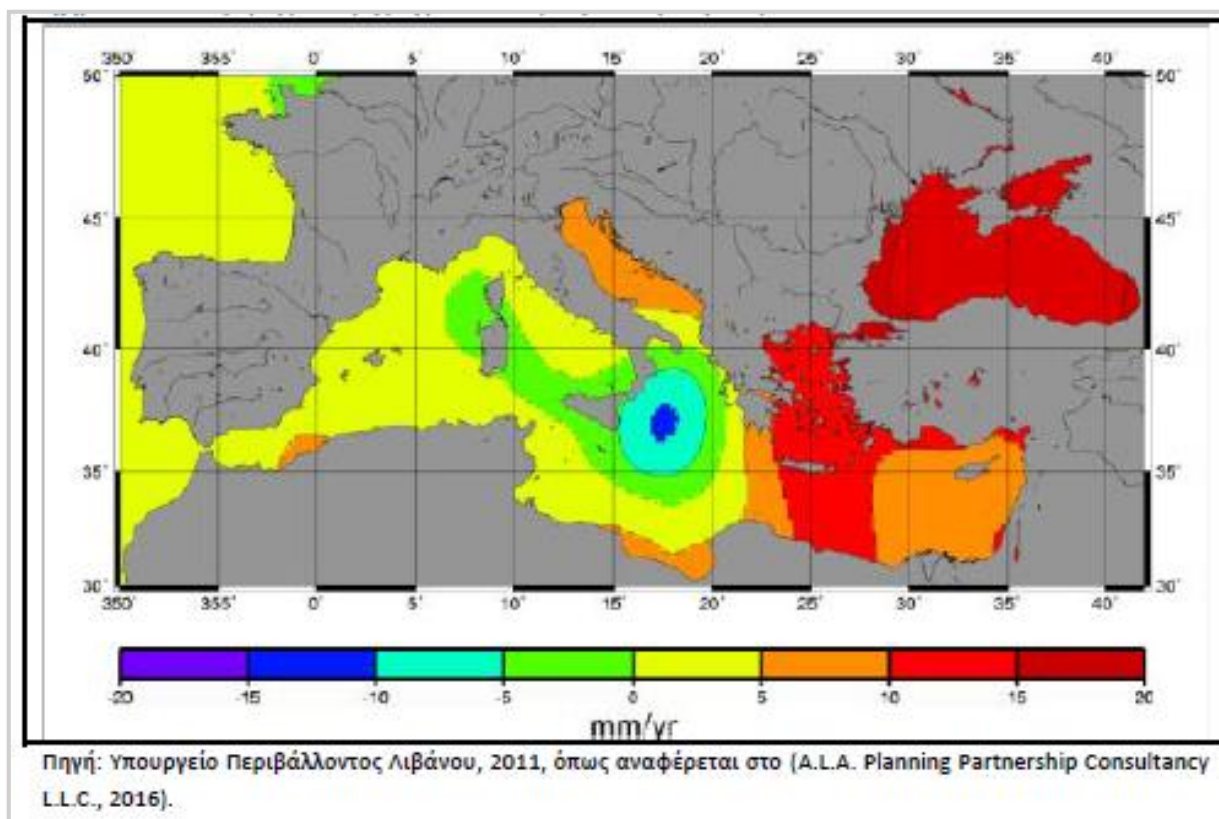 350˚ 355˚ 0˚ 5˚ 10˚ 15˚ 20˚ 25˚ 30˚ 35˚ 40˚
50˚ 50˚
45˚ 45˚
40˚ 40˚
35˚ 35˚
30˚ 30˚
350˚ 355˚ 0˚ 5˚ 10˚ 15˚ 20˚ 25˚ 30˚ 35˚ 40˚
-20 -15 -10 -5 0 5 10 15 20
mm/yr
Πηγή: Υπουργείο Περιβάλλοντος Λιβάνου, 2011, όπως αναφέρεται στο (A.L.A. Planning Partnership Consultancy
L.L.C., 2016).